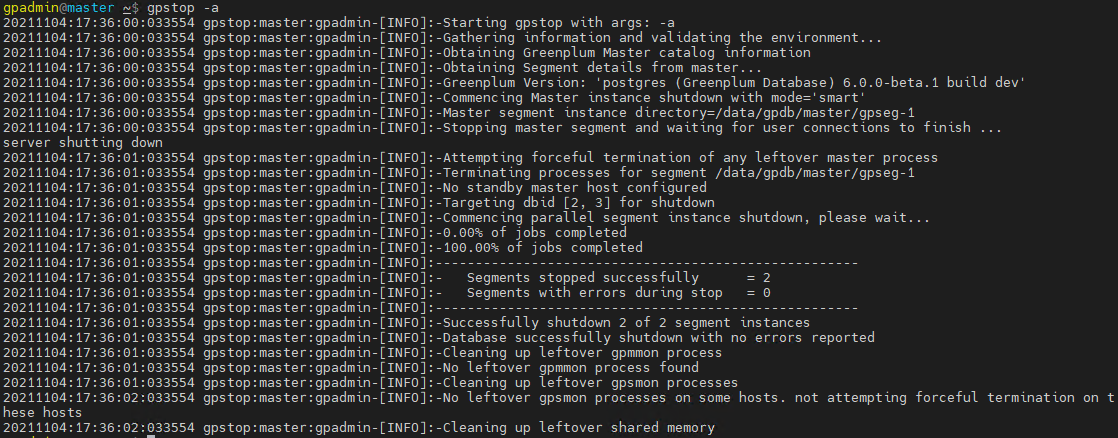 gpadmin@master ~$ gpstop -a
20211104:17:36:00:033554 gpstop:master:gpadmin-[INFO]:-Starting gpstop with args: -a
20211104:17:36:00:033554 gpstop:master:gpadmin-[INFO]:-Gathering information and validating the environment...
20211104:17:36:00:033554 gpstop:master:gpadmin-[INFO]:-Obtaining Greenplum Master catalog information
20211104:17:36:00:033554 gpstop:master:gpadmin-[INFO]:-Obtaining Segment details from master...
20211104:17:36:00:033554 gpstop:master:gpadmin-[INFO]:-Greenplum Version: 'postgres (Greenplum Database) 6.0.0-beta.1 build dev'
20211104:17:36:00:033554 gpstop:master:gpadmin-[INFO]:-Commencing Master instance shutdown with mode='smart'
20211104:17:36:00:033554 gpstop:master:gpadmin-[INFO]:-Master segment instance directory=/data/gpdb/master/gpseg-1
20211104:17:36:00:033554 gpstop:master:gpadmin-[INFO]:-Stopping master segment and waiting for user connections to finish ...
server shutting down
20211104:17:36:01:033554 gpstop:master:gpadmin-[INFO]:-Attempting forceful termination of any leftover master process
20211104:17:36:01:033554 gpstop:master:gpadmin-[INFO]:-Terminating processes for segment /data/gpdb/master/gpseg-1
20211104:17:36:01:033554 gpstop:master:gpadmin-[INFO]:-No standby master host configured
20211104:17:36:01:033554 gpstop:master:gpadmin-[INFO]:-Targeting dbid [2, 3] for shutdown
20211104:17:36:01:033554 gpstop:master:gpadmin-[INFO]:-Commencing parallel segment instance shutdown, please wait...
20211104:17:36:01:033554 gpstop:master:gpadmin-[INFO]:-0.00% of jobs completed
20211104:17:36:01:033554 gpstop:master:gpadmin-[INFO]:-100.00% of jobs completed
20211104:17:36:01:033554 gpstop:master:gpadmin-[INFO]:-----------------------------------------------------
20211104:17:36:01:033554 gpstop:master:gpadmin-[INFO]:-   Segments stopped successfully      = 2
20211104:17:36:01:033554 gpstop:master:gpadmin-[INFO]:-   Segments with errors during stop   = 0
20211104:17:36:01:033554 gpstop:master:gpadmin-[INFO]:-----------------------------------------------------
20211104:17:36:01:033554 gpstop:master:gpadmin-[INFO]:-Successfully shutdown 2 of 2 segment instances
20211104:17:36:01:033554 gpstop:master:gpadmin-[INFO]:-Database successfully shutdown with no errors reported
20211104:17:36:01:033554 gpstop:master:gpadmin-[INFO]:-Cleaning up leftover gpmmon process
20211104:17:36:01:033554 gpstop:master:gpadmin-[INFO]:-No leftover gpmmon process found
20211104:17:36:01:033554 gpstop:master:gpadmin-[INFO]:-Cleaning up leftover gpsmon processes
20211104:17:36:02:033554 gpstop:master:gpadmin-[INFO]:-No leftover gpsmon processes on some hosts. not attempting forceful termination on t
hese hosts
20211104:17:36:02:033554 gpstop:master:gpadmin-[INFO]:-Cleaning up leftover shared memory